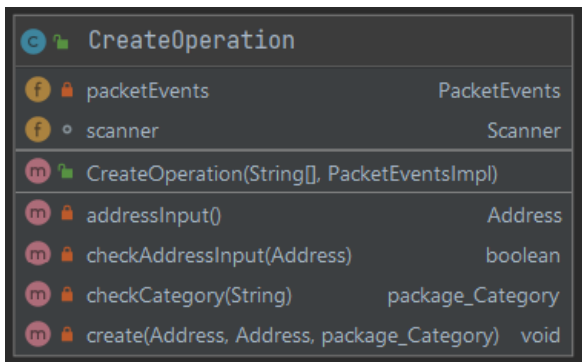 C CreateOperation
f packetEvents PacketEvents
f scanner Scanner
m CreateOperation(String[], PacketEventsImpl)
m addressInput() Address
m checkAddressInput(Address) boolean
m checkCategory(String) package_Category
m create(Address, Address, package_Category) void